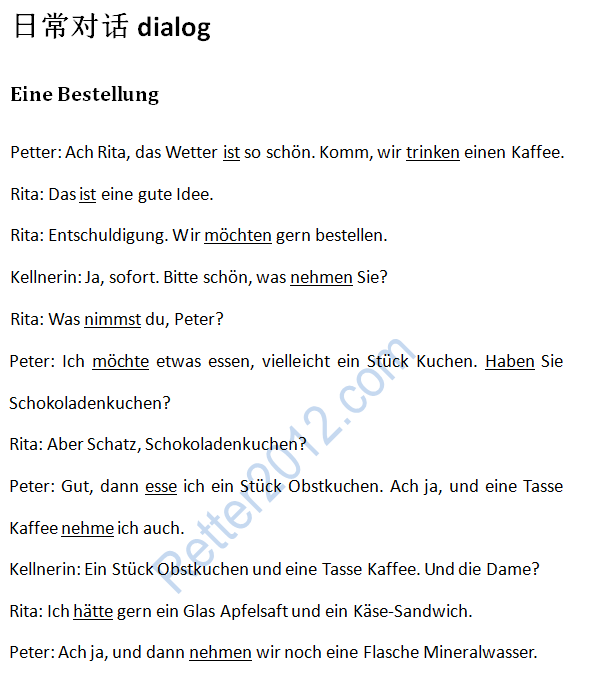 日常对话 dialog
Eine Bestellung
Petter: Ach Rita, das Wetter ist so schön. Komm, wir trinken einen Kaffee.
Rita: Das ist eine gute Idee.
Rita: Entschuldigung. Wir möchten gern bestellen.
Kellnerin: Ja, sofort. Bitte schön, was nehmen Sie?
Rita: Was nimmst du, Peter?
Peter: Ich möchte etwas essen, vielleicht ein Stück Kuchen. Haben Sie
Schokoladenkuchen?
Rita: Aber Schatz, Schokoladenkuchen?
Peter: Gut, dann esse ich ein Stück Obstkuchen. Ach ja, und eine Tasse
Kaffee nehme ich auch.
Kellnerin: Ein Stück Obstkuchen und eine Tasse Kaffee. Und die Dame?
Rita: Ich hätte gern ein Glas Apfelsaft und ein Käse-Sandwich.
Peter: Ach ja, und dann nehmen wir noch eine Flasche Mineralwasser.
Retter2012.com